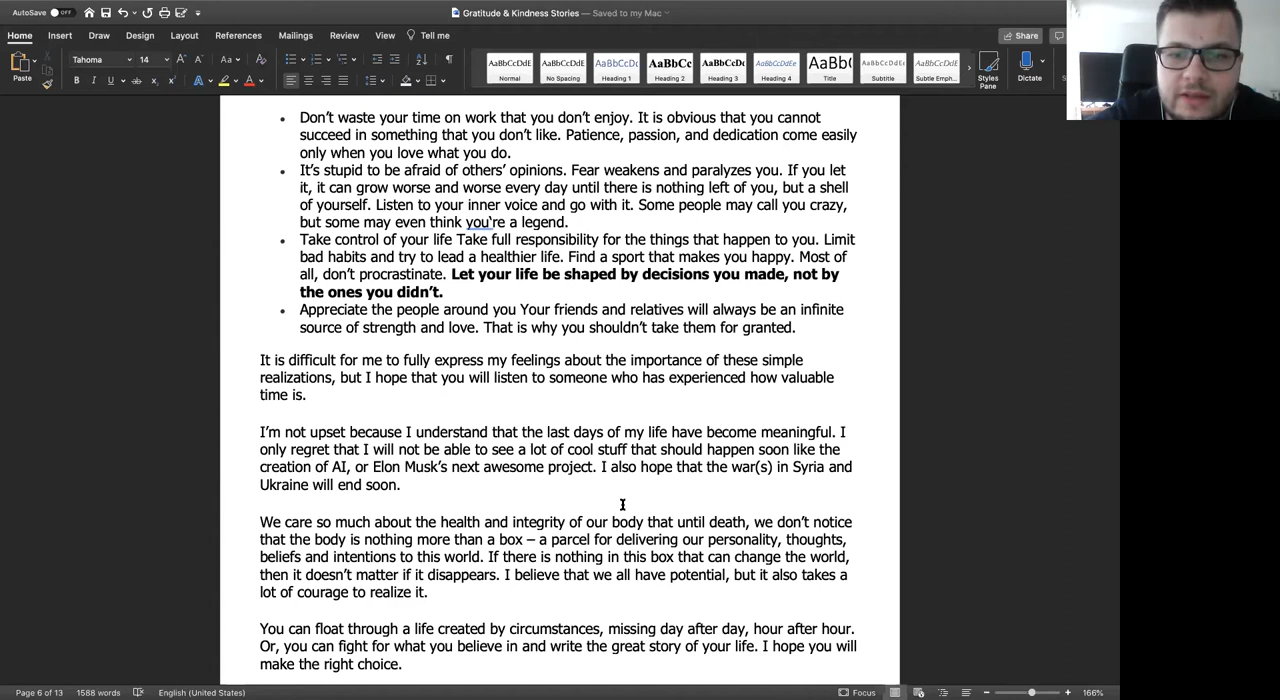 AutoSave OFF Gratitude & Kindness Stories — Saved to my Mac
Home Insert Draw Design Layout References Mailings Review View Tell me Share
Paste Tahoma 14 Aa AaBbCcDdE AaBbCcDdE AaBbCcDc AaBbCc AaBbCcDc AaBbCcDdEe AaBb( AaBbCcDdE AaBbCcDdE Styles Pane Dictate
B I U ab x A A Normal No Spacing Heading 1 Heading 2 Heading 3 Heading 4 Title Subtitle Subtle Emph...
• Don’t waste your time on work that you don’t enjoy. It is obvious that you cannot
succeed in something that you don’t like. Patience, passion, and dedication come easily
only when you love what you do.
• It’s stupid to be afraid of others’ opinions. Fear weakens and paralyzes you. If you let
it, it can grow worse and worse every day until there is nothing left of you, but a shell
of yourself. Listen to your inner voice and go with it. Some people may call you crazy,
but some may even think you‘re a legend.
• Take control of your life Take full responsibility for the things that happen to you. Limit
bad habits and try to lead a healthier life. Find a sport that makes you happy. Most of
all, don’t procrastinate. Let your life be shaped by decisions you made, not by
the ones you didn’t.
• Appreciate the people around you Your friends and relatives will always be an infinite
source of strength and love. That is why you shouldn’t take them for granted.
It is difficult for me to fully express my feelings about the importance of these simple
realizations, but I hope that you will listen to someone who has experienced how valuable
time is.
I’m not upset because I understand that the last days of my life have become meaningful. I
only regret that I will not be able to see a lot of cool stuff that should happen soon like the
creation of AI, or Elon Musk’s next awesome project. I also hope that the war(s) in Syria and
Ukraine will end soon.
We care so much about the health and integrity of our body that until death, we don’t notice
that the body is nothing more than a box – a parcel for delivering our personality, thoughts,
beliefs and intentions to this world. If there is nothing in this box that can change the world,
then it doesn’t matter if it disappears. I believe that we all have potential, but it also takes a
lot of courage to realize it.
You can float through a life created by circumstances, missing day after day, hour after hour.
Or, you can fight for what you believe in and write the great story of your life. I hope you will
make the right choice.
Page 6 of 13 1588 words English (United States) Focus 166%